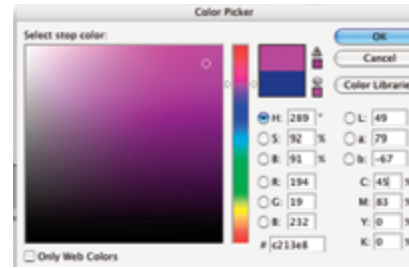 Color Picker
Select stop color:
OK
Cancel
Color Librarie
H: 289 °
L: 49
S: 92 %
a: 79
B: 91 %
b: -67
R: 194
C: 45 %
G: 19
M: 83 %
B: 232
Y: 0 %
# c213e8
K: 0 %
Only Web Colors